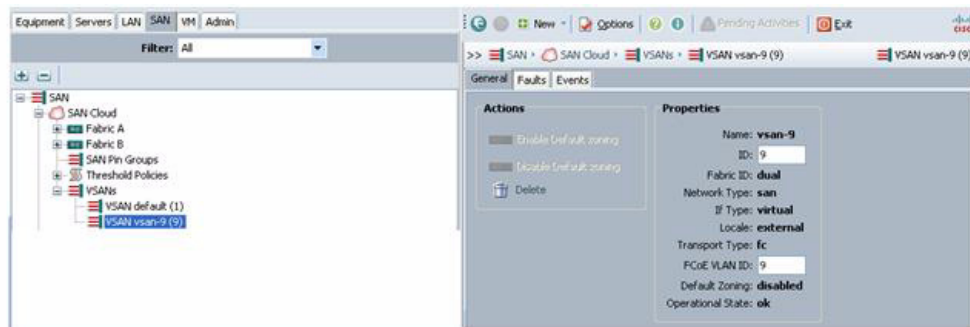 Equipment Servers LAN SAN VM Admin
Filter: All
SAN
SAN Cloud
Fabric A
Fabric B
SAN Pin Groups
Threshold Policies
VSANs
VSAN default (1)
VSAN vsan-9 (9)
New Options Pending Activities Exit
>> SAN SAN Cloud VSANs VSAN vsan-9 (9) VSAN vsan-9 (9)
General Faults Events
Actions
Enable Default zoning
Disable Default zoning
Delete
Properties
Name: vsan-9
ID: 9
Fabric ID: dual
Network Type: san
If Type: virtual
Locale: external
Transport Type: fc
FCoE VLAN ID: 9
Default Zoning: disabled
Operational State: ok